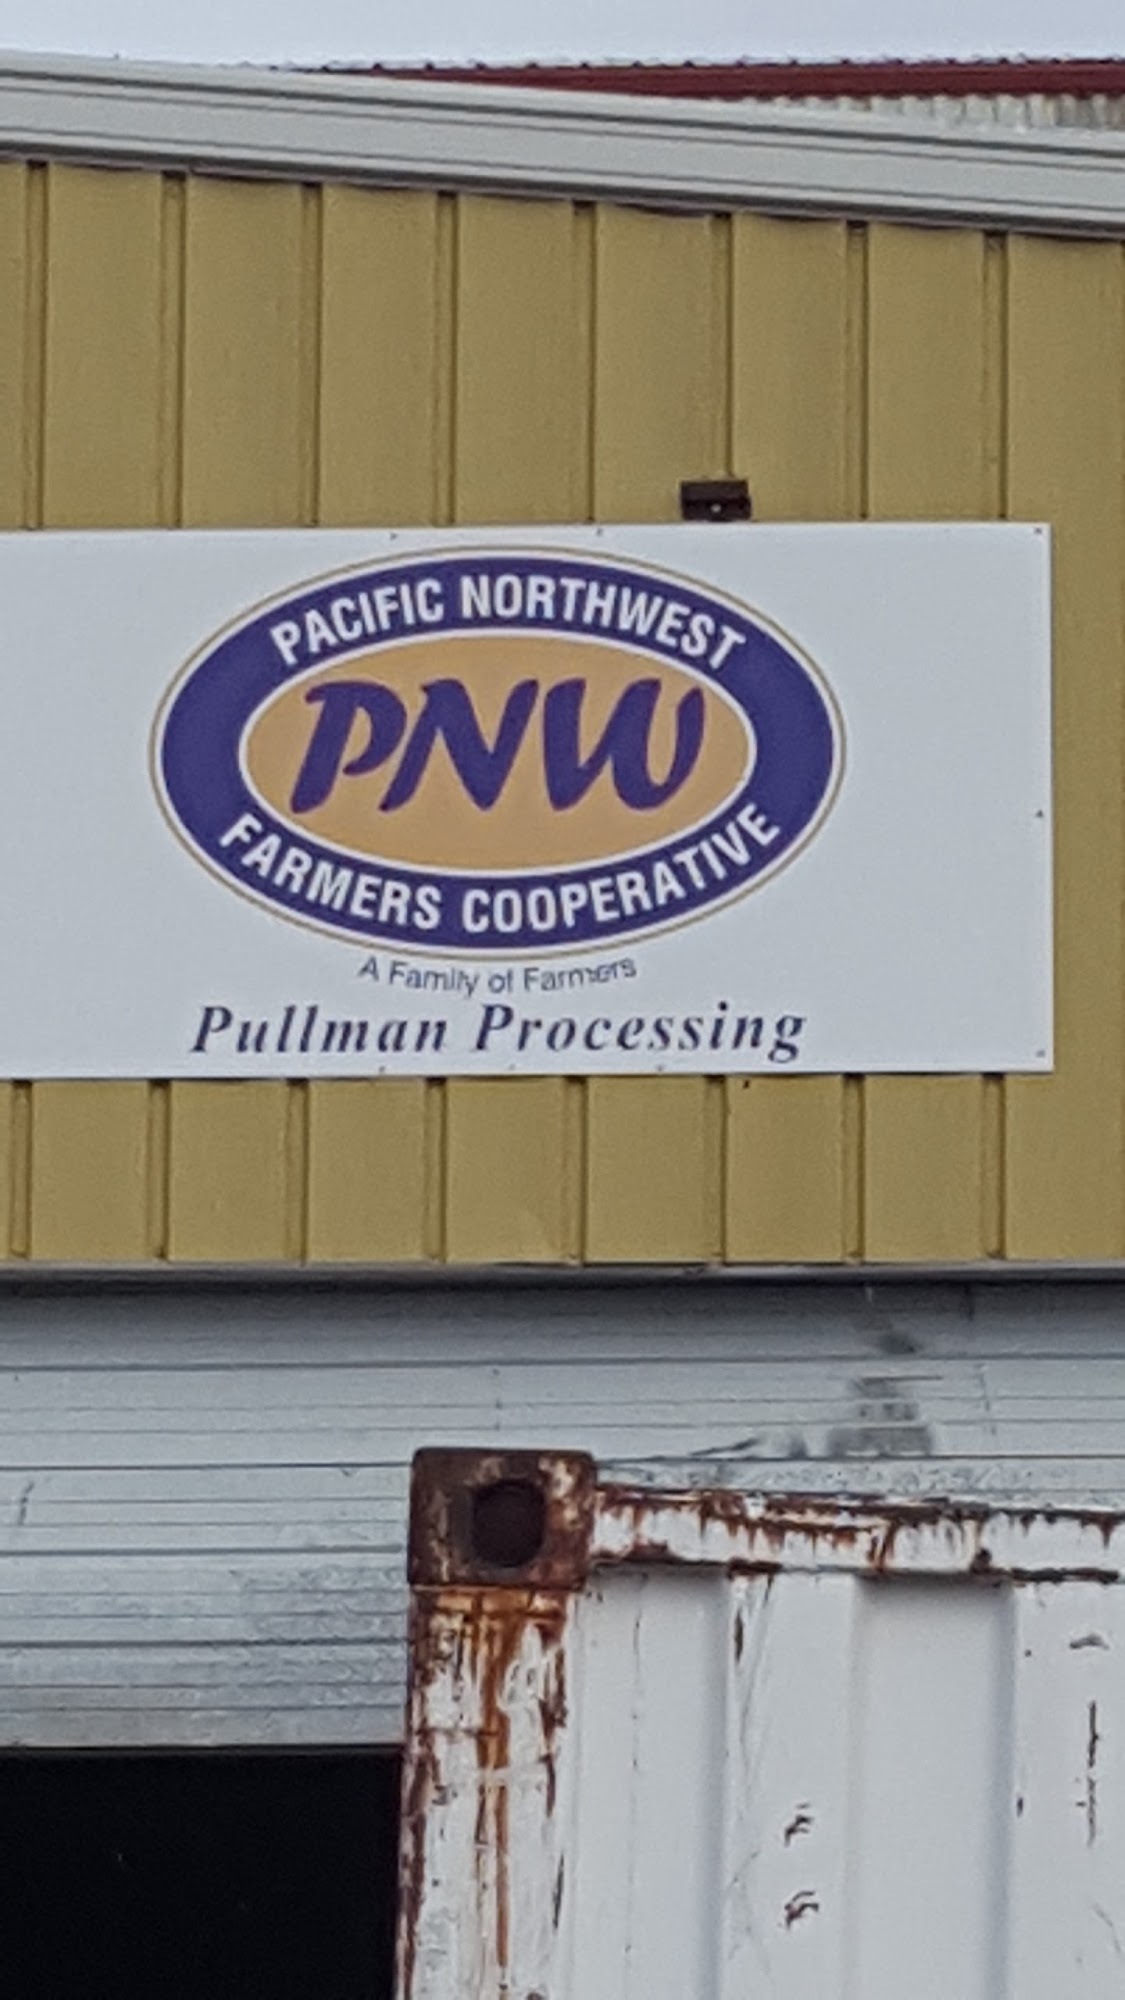 PACIFIC NORTHWEST
PNW
FARMERS COOPERATIVE
A Family of Farmers
Pullman Processing